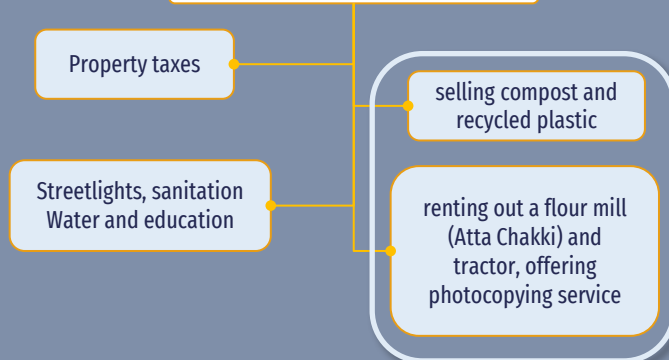 Property taxes
selling compost and
recycled plastic
Streetlights, sanitation
Water and education
renting out a flour mill
(Atta Chakki) and
tractor, offering
photocopying service